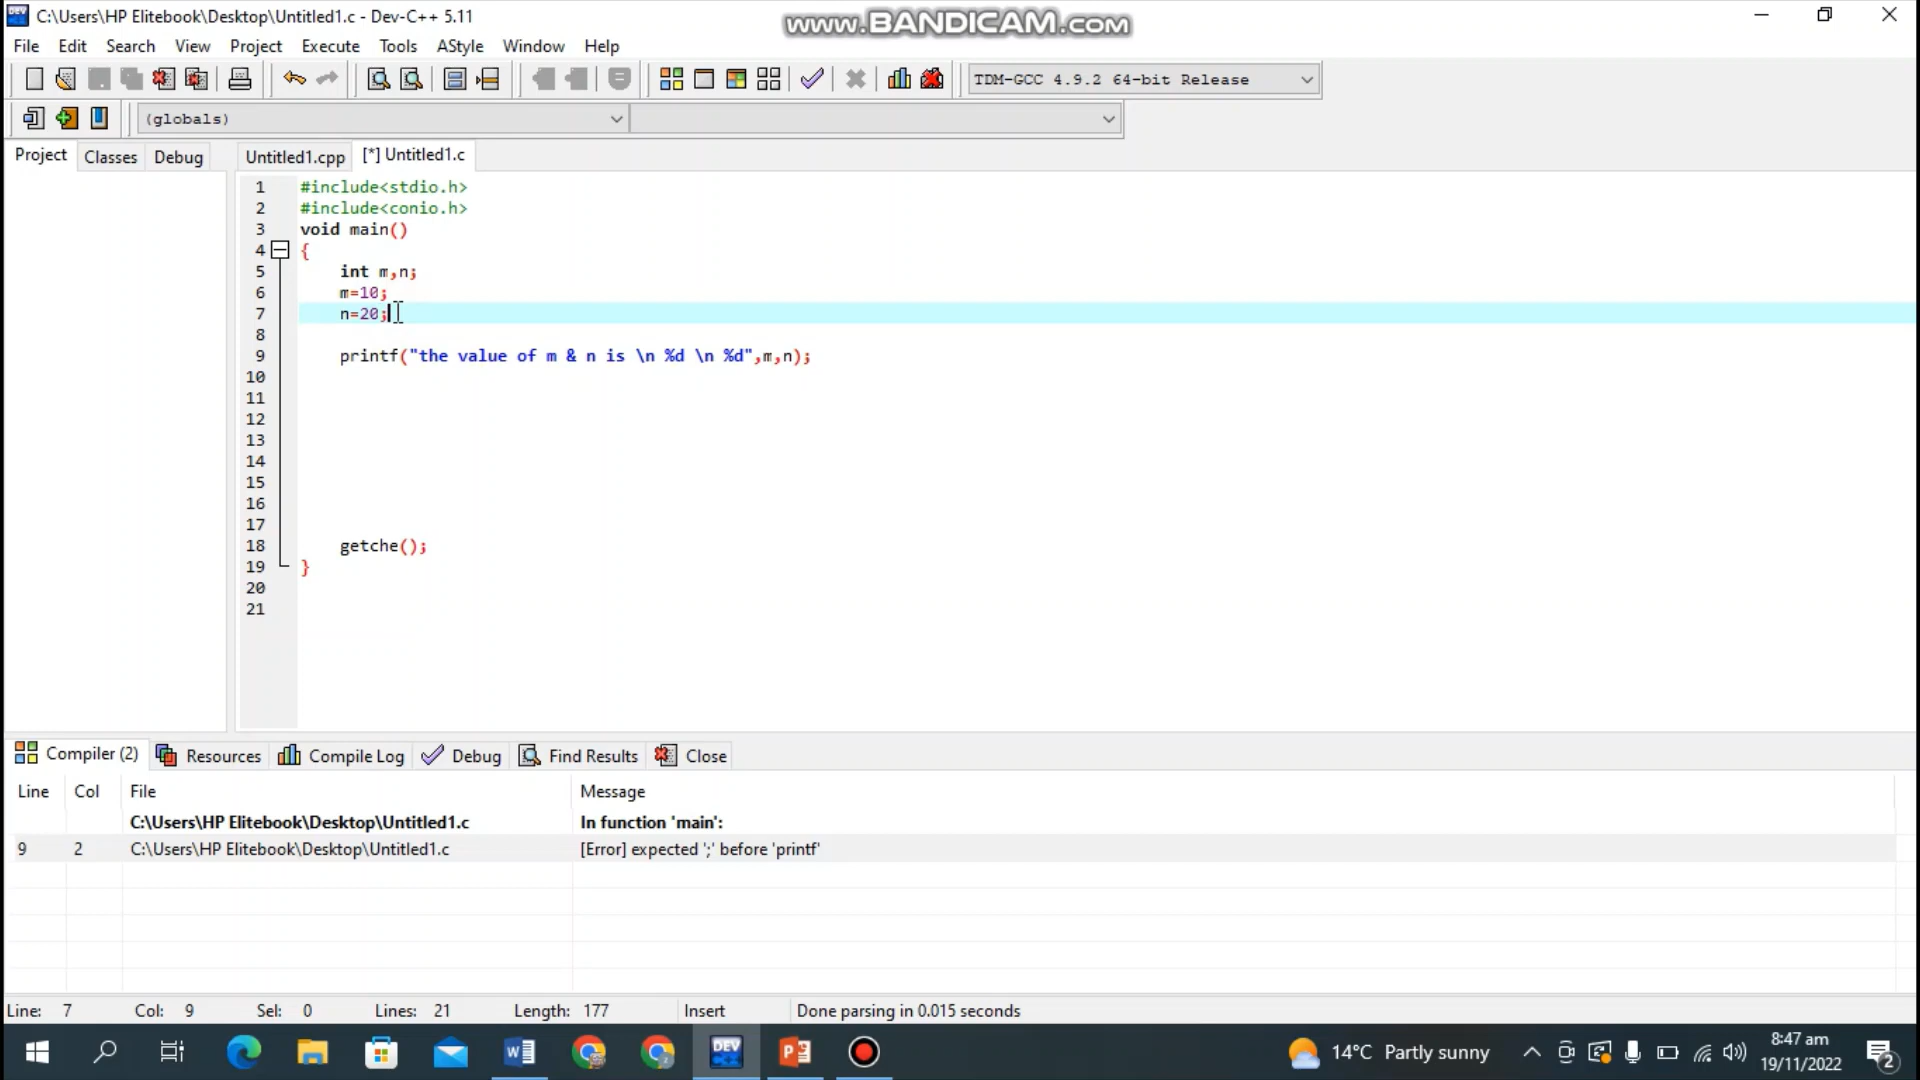 C:\Users\HP Elitebook\Desktop\Untitled1.c - Dev-C++ 5.11
www.BANDICAM.com
File Edit Search View Project Execute Tools AStyle Window Help
TDM-GCC 4.9.2 64-bit Release
(globals)
Project Classes Debug Untitled1.cpp [*] Untitled1.c
1 #include<stdio.h>
2 #include<conio.h>
3 void main()
4 {
5 int m,n;
6 m=10;
7 n=20;
8
9 printf("the value of m & n is \n %d \n %d",m,n);
10
11
12
13
14
15
16
17
18 getche();
19 }
20
21
Compiler (2) Resources Compile Log Debug Find Results Close
Line Col File Message
C:\Users\HP Elitebook\Desktop\Untitled1.c In function 'main':
9 2 C:\Users\HP Elitebook\Desktop\Untitled1.c [Error] expected ';' before 'printf'
Line: 7 Col: 9 Sel: 0 Lines: 21 Length: 177 Insert Done parsing in 0.015 seconds
DEV
14°C Partly sunny
8:47 am
19/11/2022
2